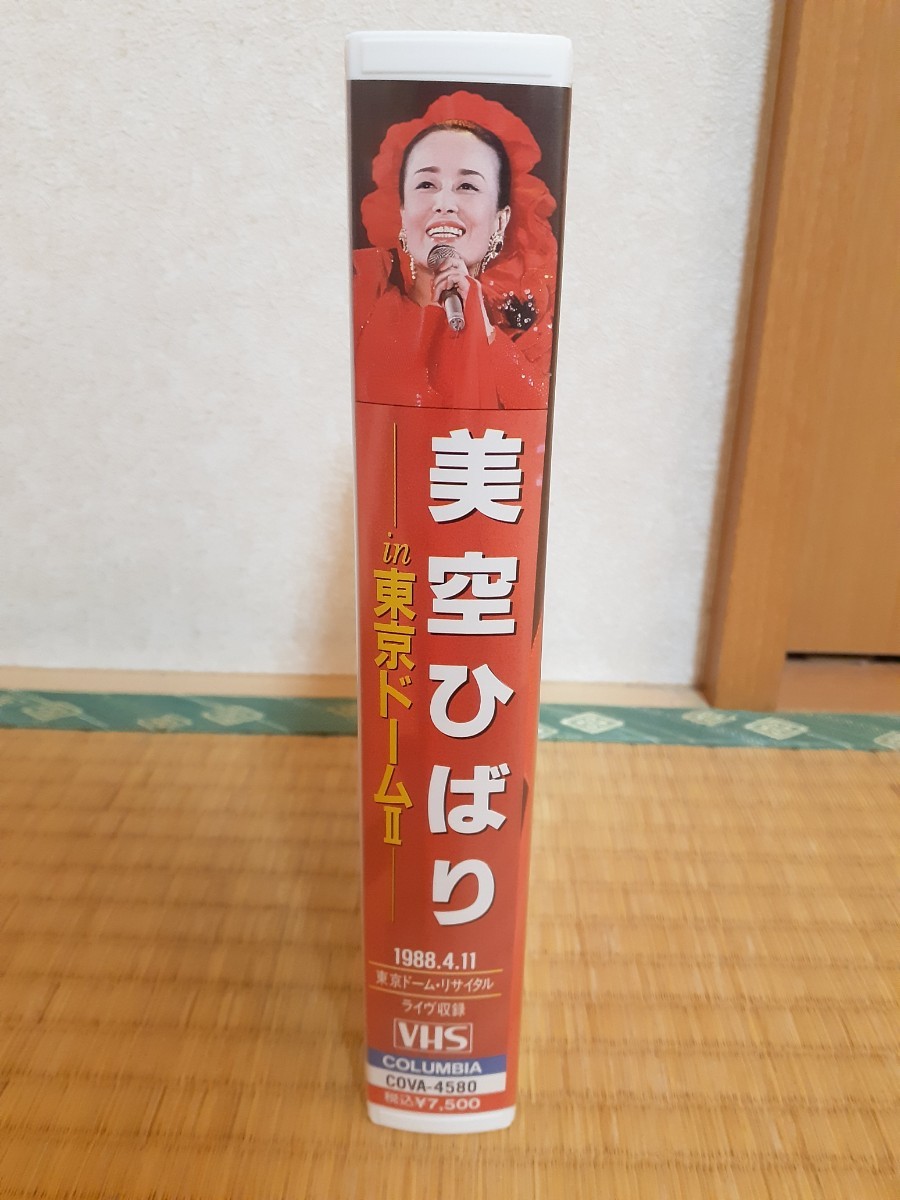 美空ひばり
in 東京ドームII
1988.4.11
東京ドーム・リサイタル
ライヴ収録
VHS
COLUMBIA
COVA-4580
税込¥7,500